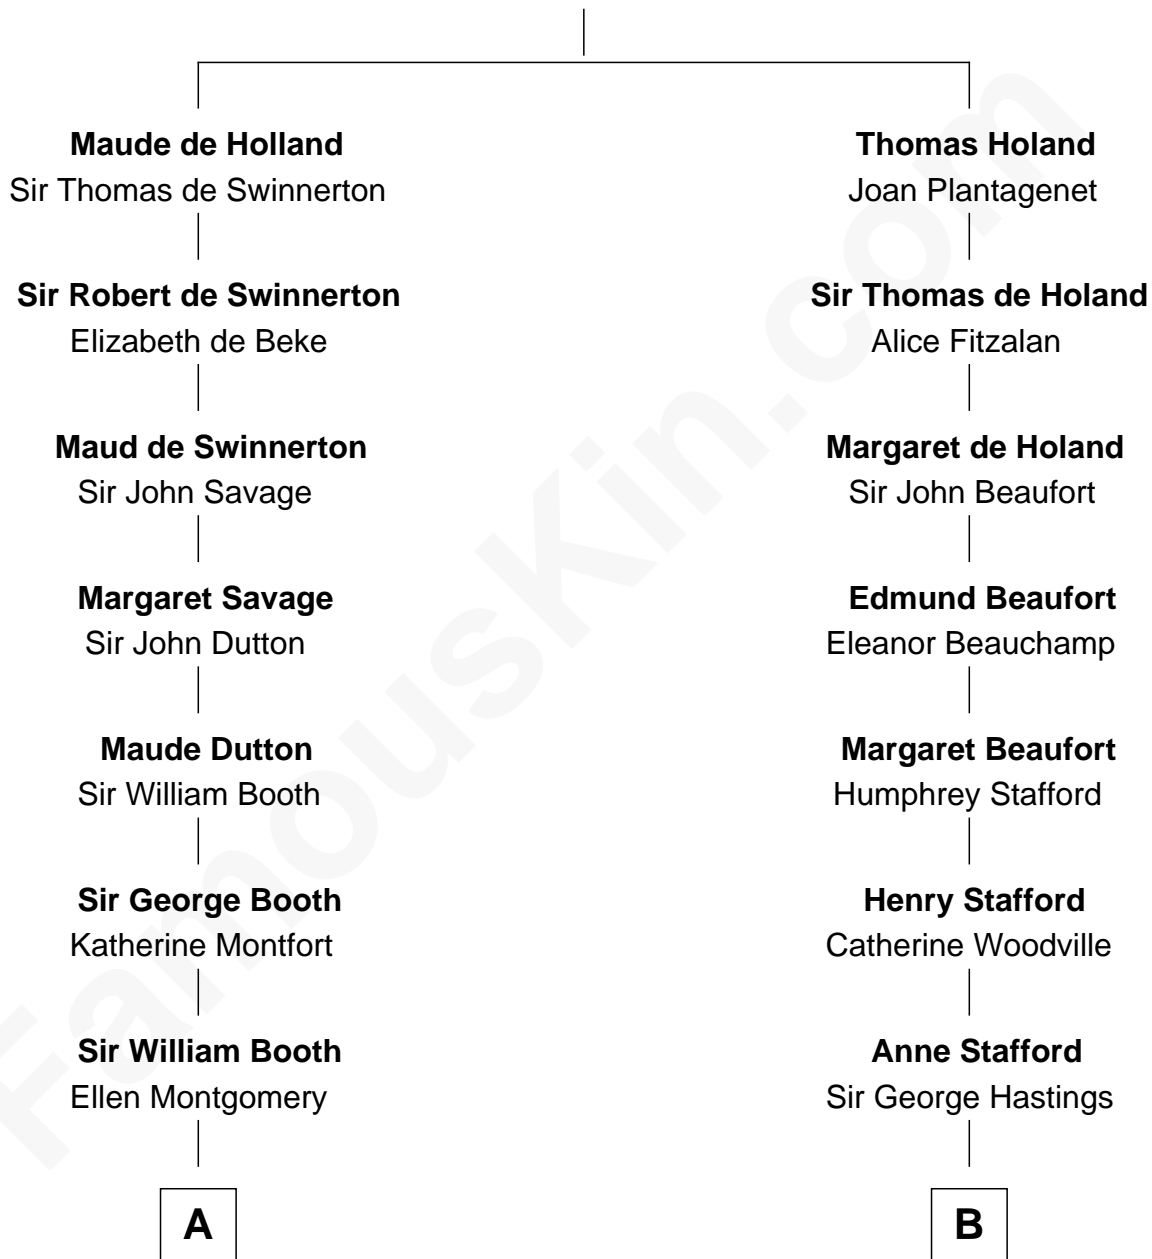 Maude de Holland
Sir Thomas de Swinnerton
Sir Robert de Swinnerton
Elizabeth de Beke
Maud de Swinnerton
Sir John Savage
Margaret Savage
Sir John Dutton
Maude Dutton
Sir William Booth
Sir George Booth
Katherine Montfort
Sir William Booth
Ellen Montgomery
A
Thomas Holand
Joan Plantagenet
Sir Thomas de Holand
Alice Fitzalan
Margaret de Holand
Sir John Beaufort
Edmund Beaufort
Eleanor Beauchamp
Margaret Beaufort
Humphrey Stafford
Henry Stafford
Catherine Woodville
Anne Stafford
Sir George Hastings
B
FamousKin.com